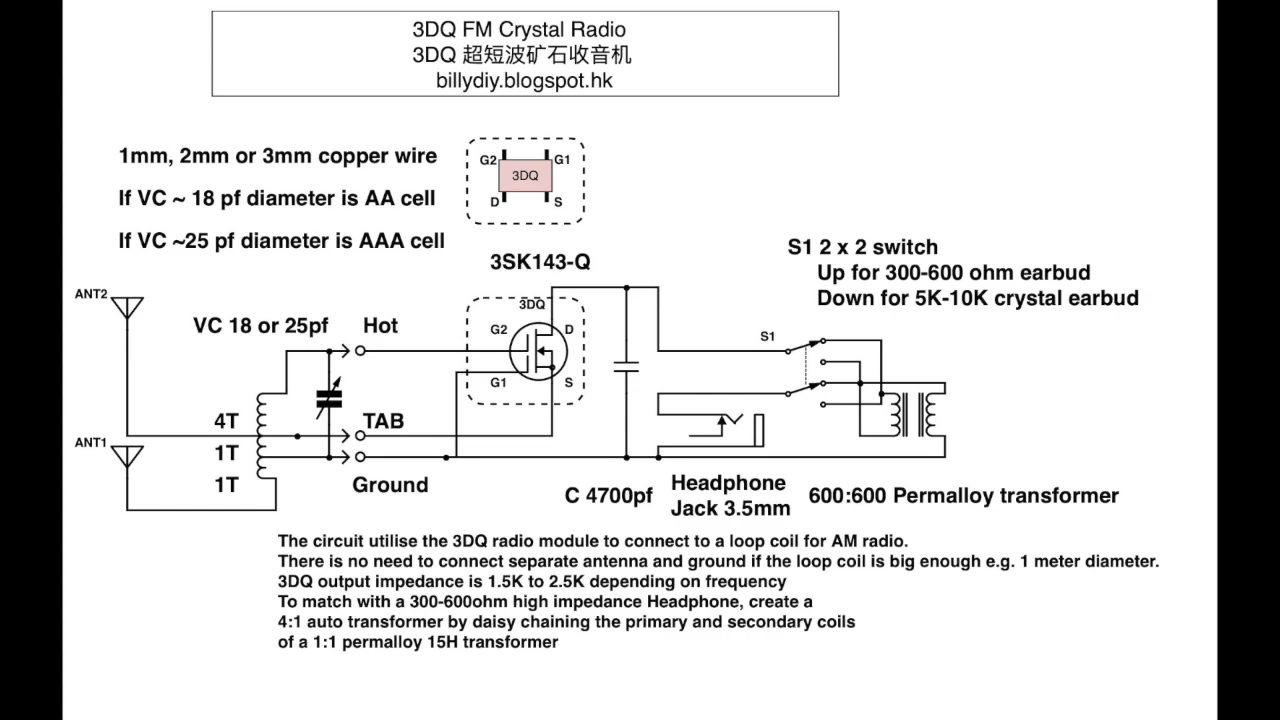 3DQ FM Crystal Radio
3DQ 超短波矿石收音机
billydiy.blogspot.hk
1mm, 2mm or 3mm copper wire
If VC ~ 18 pf diameter is AA cell
If VC ~25 pf diameter is AAA cell
G2 G1
3DQ
D S
3SK143-Q
S1 2 x 2 switch
Up for 300-600 ohm earbud
Down for 5K-10K crystal earbud
ANT2
VC 18 or 25pf
Hot
3DQ
G2 D
G1 S
S1
4T
TAB
ANT1
1T
1T
Ground
C 4700pf
Headphone
Jack 3.5mm
600:600 Permalloy transformer
The circuit utilise the 3DQ radio module to connect to a loop coil for AM radio.
There is no need to connect separate antenna and ground if the loop coil is big enough e.g. 1 meter diameter.
3DQ output impedance is 1.5K to 2.5K depending on frequency
To match with a 300-600ohm high impedance Headphone, create a
4:1 auto transformer by daisy chaining the primary and secondary coils
of a 1:1 permalloy 15H transformer